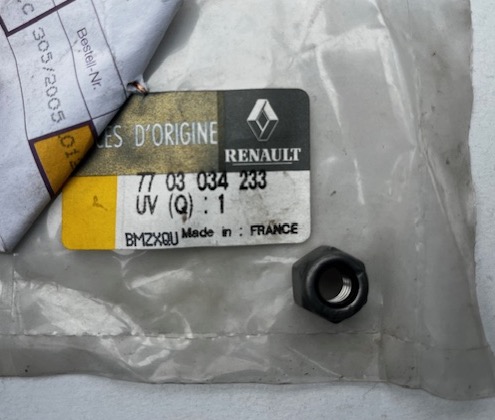 Bestell-Nr.
305/2005
CES D'ORIGINE
RENAULT
77 03 034 233
UV (Q) : 1
BMZXQU Made in : FRANCE